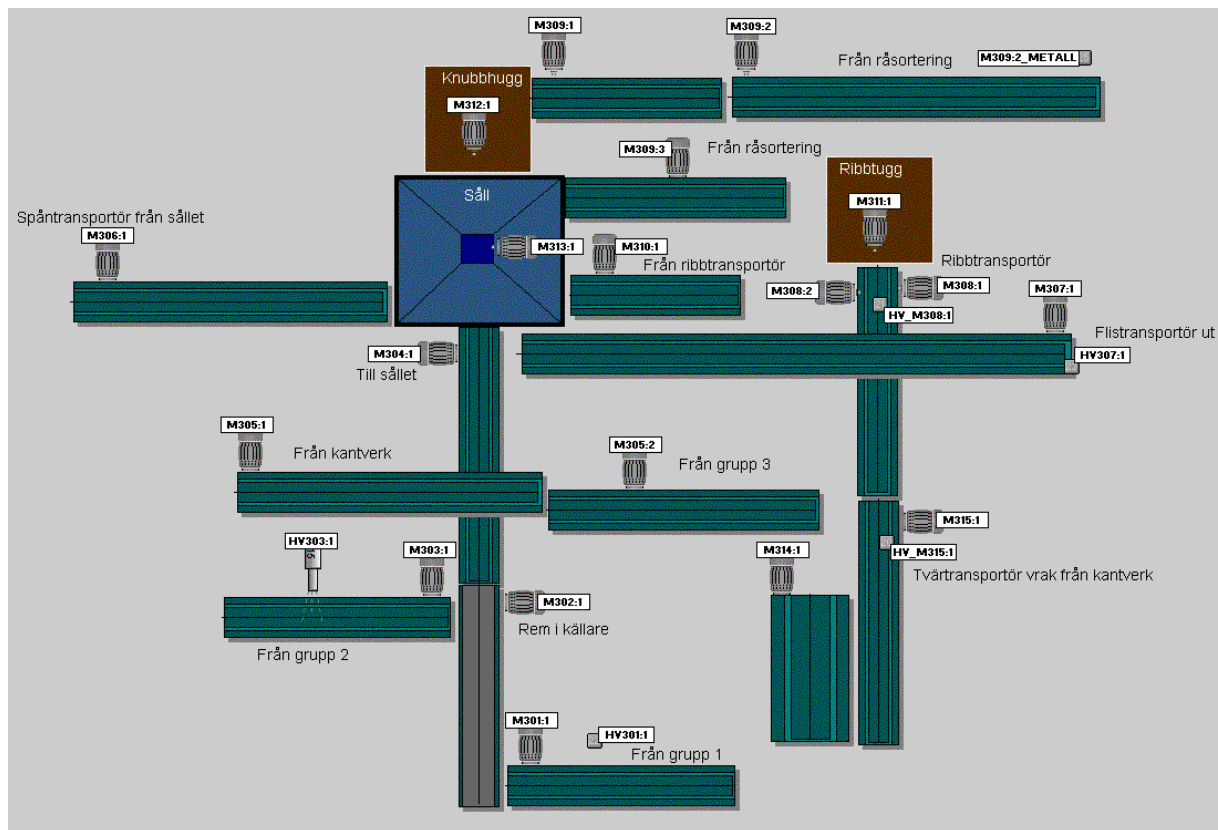 M309:1
M309:2
Från råsortering
M309:2_METALL
Knubbhugg
M312:1
M309:3
Från råsortering
Ribbtugg
M311:1
Såll
Spåntransportör från sållet
M306:1
M313:1
M310:1
Från ribbtransportör
Ribbtransportör
M308:2
M308:1
M307:1
HV_M308:1
Flistransportör ut
M304:1
HV307:1
Till sållet
M305:1
Från kantverk
M305:2
Från grupp 3
M315:1
HV303:1
M303:1
M314:1
HV_M315:1
Tvärtransportör vrak från kantverk
M302:1
Rem i källare
Från grupp 2
M301:1
HV301:1
Från grupp 1